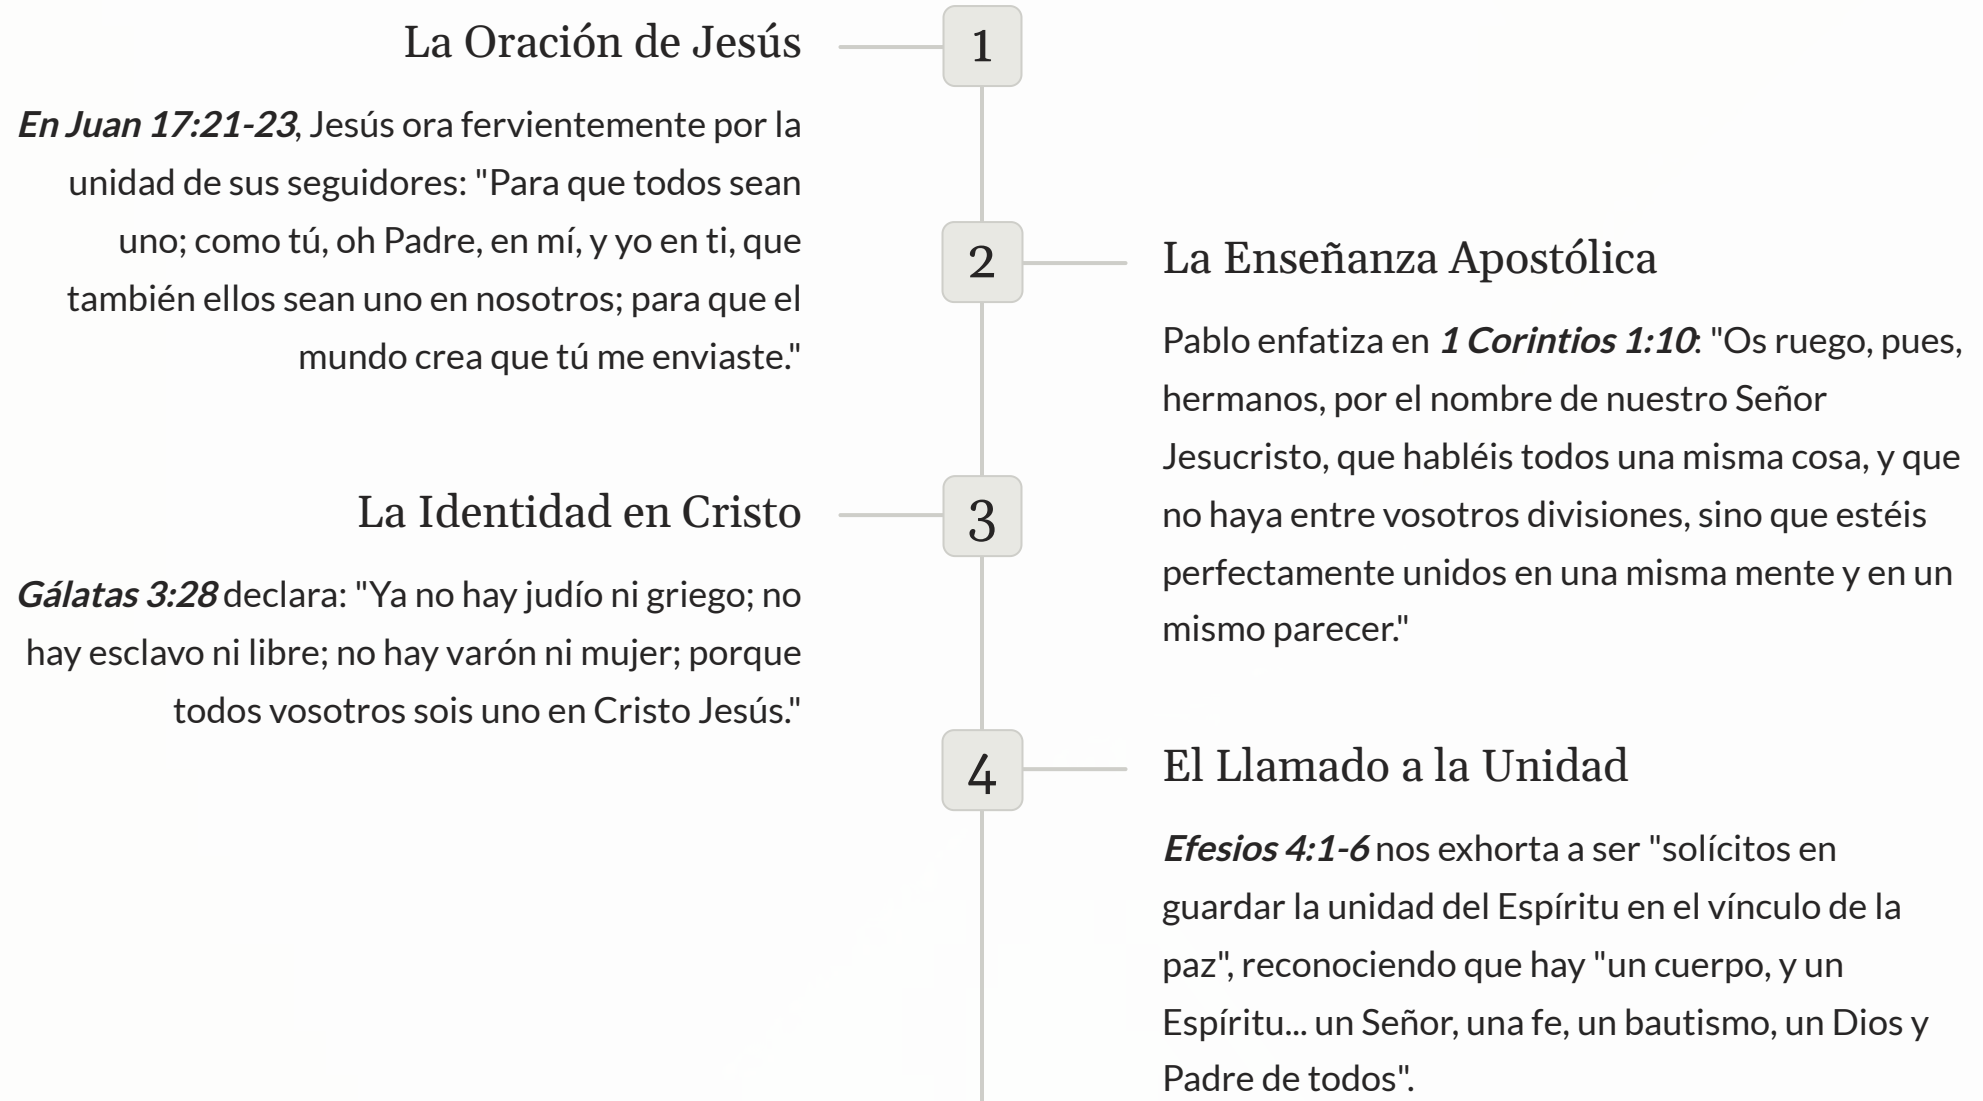 La Oración de Jesús
1
En Juan 17:21-23, Jesús ora fervientemente por la
unidad de sus seguidores: "Para que todos sean
uno; como tú, oh Padre, en mí, y yo en ti, que
también ellos sean uno en nosotros; para que el
mundo crea que tú me enviaste."
2
La Enseñanza Apostólica
Pablo enfatiza en 1 Corintios 1:10: "Os ruego, pues,
hermanos, por el nombre de nuestro Señor
Jesucristo, que habléis todos una misma cosa, y que
no haya entre vosotros divisiones, sino que estéis
perfectamente unidos en una misma mente y en un
mismo parecer."
La Identidad en Cristo
3
Gálatas 3:28 declara: "Ya no hay judío ni griego; no
hay esclavo ni libre; no hay varón ni mujer; porque
todos vosotros sois uno en Cristo Jesús."
4
El Llamado a la Unidad
Efesios 4:1-6 nos exhorta a ser "solícitos en
guardar la unidad del Espíritu en el vínculo de la
paz", reconociendo que hay "un cuerpo, y un
Espíritu... un Señor, una fe, un bautismo, un Dios y
Padre de todos".